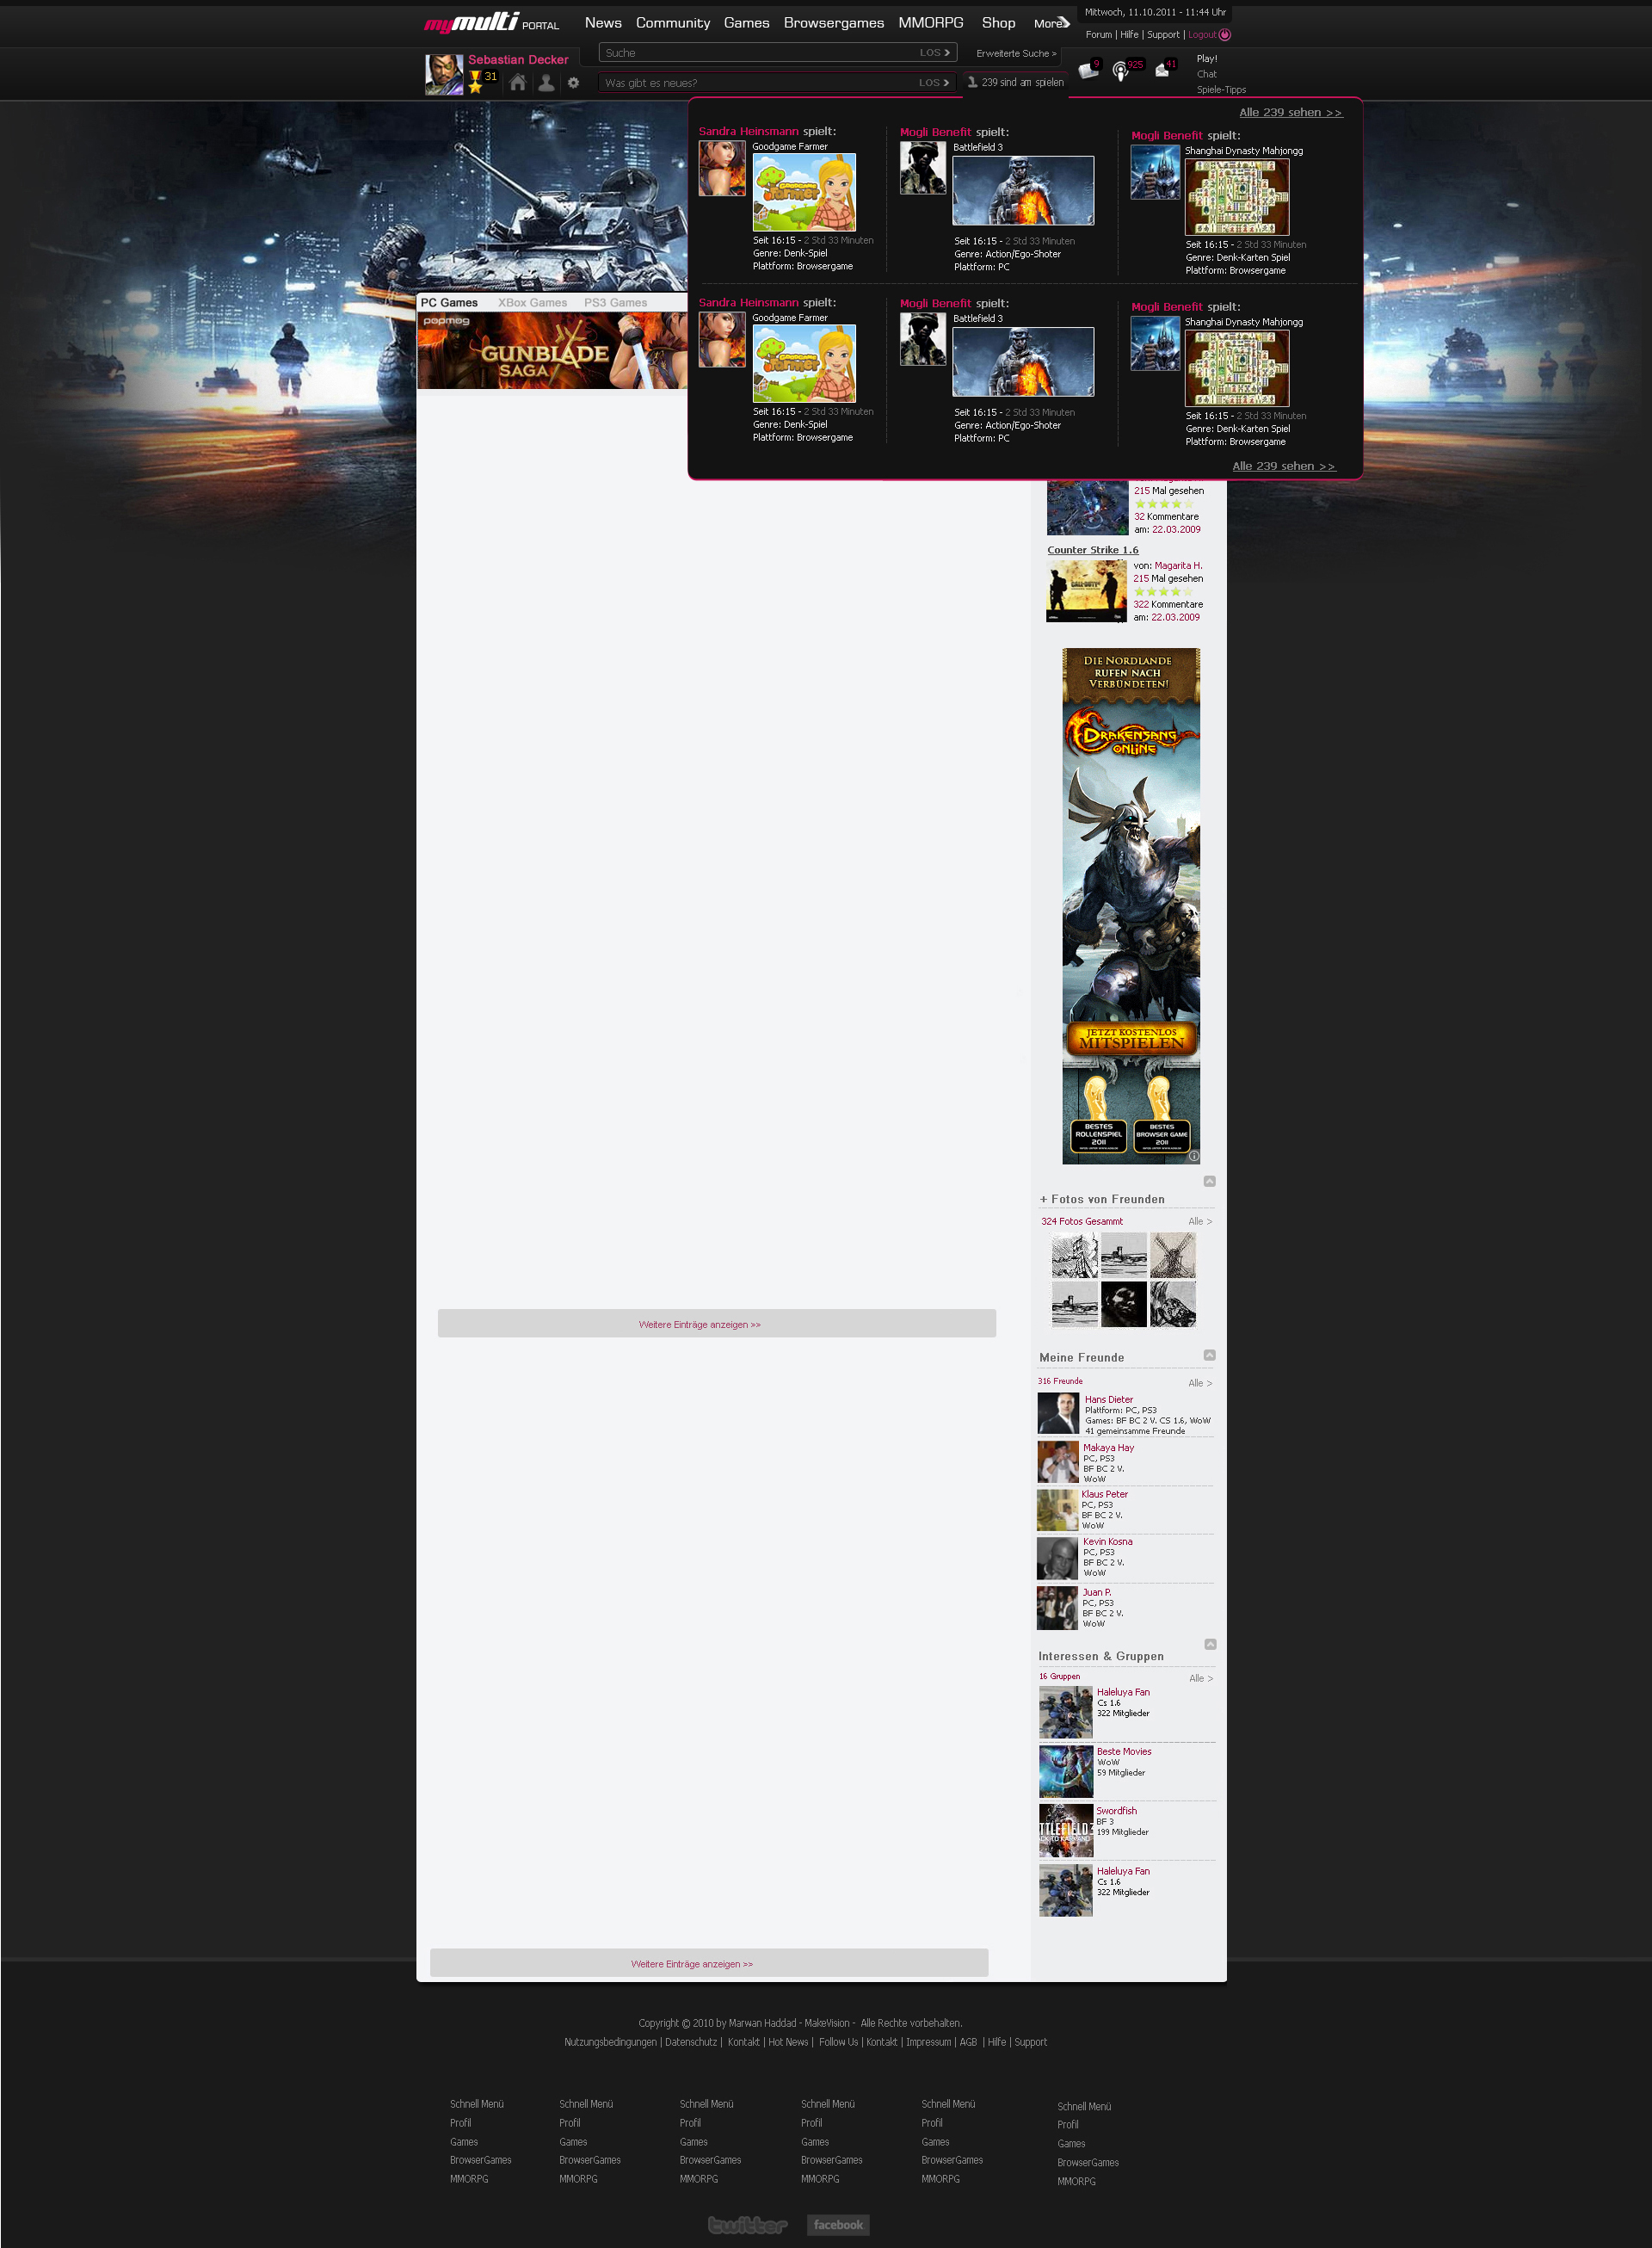 mymulti PORTAL
News Community Games Browsergames MMORPG Shop More
Mittwoch, 11.10.2011 - 11:44 Uhr
Forum | Hilfe | Support | Logout
Suche LOS
Erweiterte Suche >
Sebastian Decker
31
Was gibt es neues? LOS
239 sind am spielen
9 925 41
Play!
Chat
Spiele-Tipps
Alle 239 sehen >>
Sandra Heinsmann spielt:
Goodgame Farmer
GOODGAME Farmer
Seit 16:15 - 2 Std 33 Minuten
Genre: Denk-Spiel
Plattform: Browsergame
Mogli Benefit spielt:
Battlefield 3
Seit 16:15 - 2 Std 33 Minuten
Genre: Action/Ego-Shoter
Plattform: PC
Mogli Benefit spielt:
Shanghai Dynasty Mahjongg
Seit 16:15 - 2 Std 33 Minuten
Genre: Denk-Karten Spiel
Plattform: Browsergame
Sandra Heinsmann spielt:
Goodgame Farmer
GOODGAME Farmer
Seit 16:15 - 2 Std 33 Minuten
Genre: Denk-Spiel
Plattform: Browsergame
Mogli Benefit spielt:
Battlefield 3
Seit 16:15 - 2 Std 33 Minuten
Genre: Action/Ego-Shoter
Plattform: PC
Mogli Benefit spielt:
Shanghai Dynasty Mahjongg
Seit 16:15 - 2 Std 33 Minuten
Genre: Denk-Karten Spiel
Plattform: Browsergame
Alle 239 sehen >>
PC Games XBox Games PS3 Games
popmog
GUNBLADE
SAGA
215 Mal gesehen
32 Kommentare
am: 22.03.2009
Counter Strike 1.6
von: Magarita H.
215 Mal gesehen
322 Kommentare
am: 22.03.2009
DIE NORDLANDE
RUFEN NACH
VERBÜNDETEN!
DRAKENSANG
ONLINE
JETZT KOSTENLOS
MITSPIELEN
BESTES
ROLLENSPIEL
2011
BESTES
BROWSER GAME
2011
+ Fotos von Freunden
324 Fotos Gesammt Alle >
Weitere Einträge anzeigen >>
Meine Freunde
316 Freunde Alle >
Hans Dieter
Plattform: PC, PS3
Games: BF BC 2 V. CS 1.6, WoW
41 gemeinsamme Freunde
Makaya Hay
PC, PS3
BF BC 2 V.
WoW
Klaus Peter
PC, PS3
BF BC 2 V.
WoW
Kevin Kosna
PC, PS3
BF BC 2 V.
WoW
Juan P.
PC, PS3
BF BC 2 V.
WoW
Interessen & Gruppen
16 Gruppen Alle >
Haleluya Fan
Cs 1.6
322 Mitglieder
Beste Movies
WoW
59 Mitglieder
Swordfish
BF 3
199 Mitglieder
Haleluya Fan
Cs 1.6
322 Mitglieder
Weitere Einträge anzeigen >>
Copyright @ 2010 by Marwan Haddad - MakeVision - Alle Rechte vorbehalten.
Nutzungsbedingungen | Datenschutz | Kontakt | Hot News | Follow Us | Kontakt | Impressum | AGB | Hilfe | Support
Schnell Menü Schnell Menü Schnell Menü Schnell Menü Schnell Menü Schnell Menü
Profil Profil Profil Profil Profil Profil
Games Games Games Games Games Games
BrowserGames BrowserGames BrowserGames BrowserGames BrowserGames BrowserGames
MMORPG MMORPG MMORPG MMORPG MMORPG MMORPG
twitter facebook